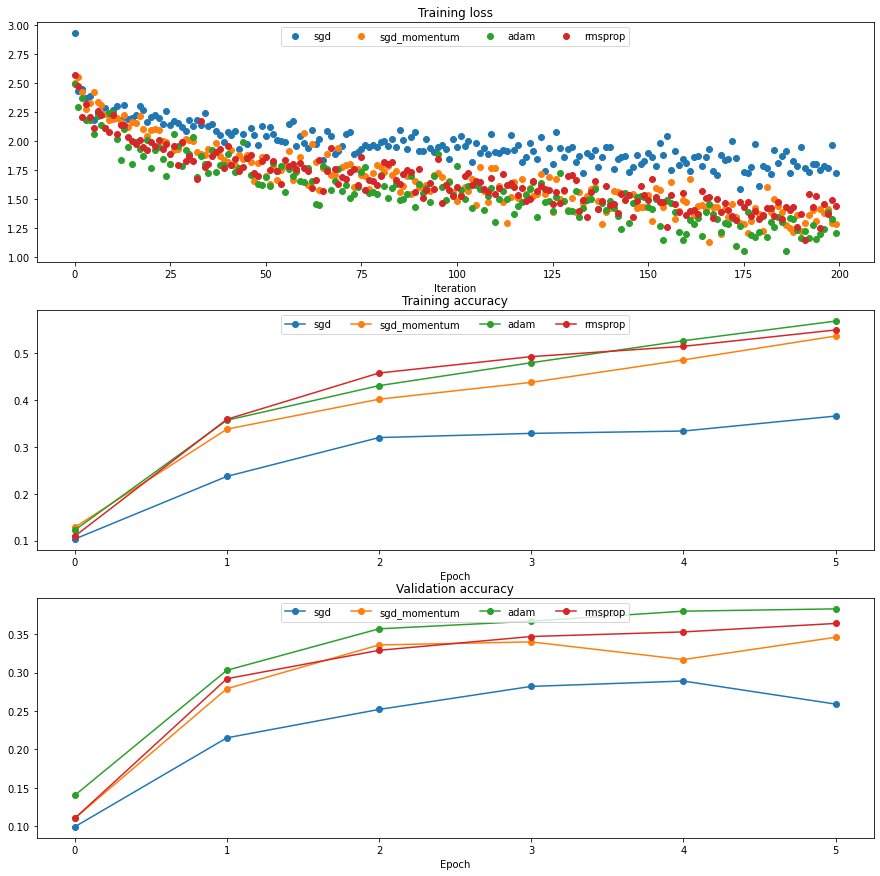 Training loss
sgd sgd_momentum adam rmsprop
3.00
2.75
2.50
2.25
2.00
1.75
1.50
1.25
1.00
0 25 50 75 100 125 150 175 200
Iteration
Training accuracy
sgd sgd_momentum adam rmsprop
0.5
0.4
0.3
0.2
0.1
0 1 2 3 4 5
Epoch
Validation accuracy
sgd sgd_momentum adam rmsprop
0.35
0.30
0.25
0.20
0.15
0.10
0 1 2 3 4 5
Epoch